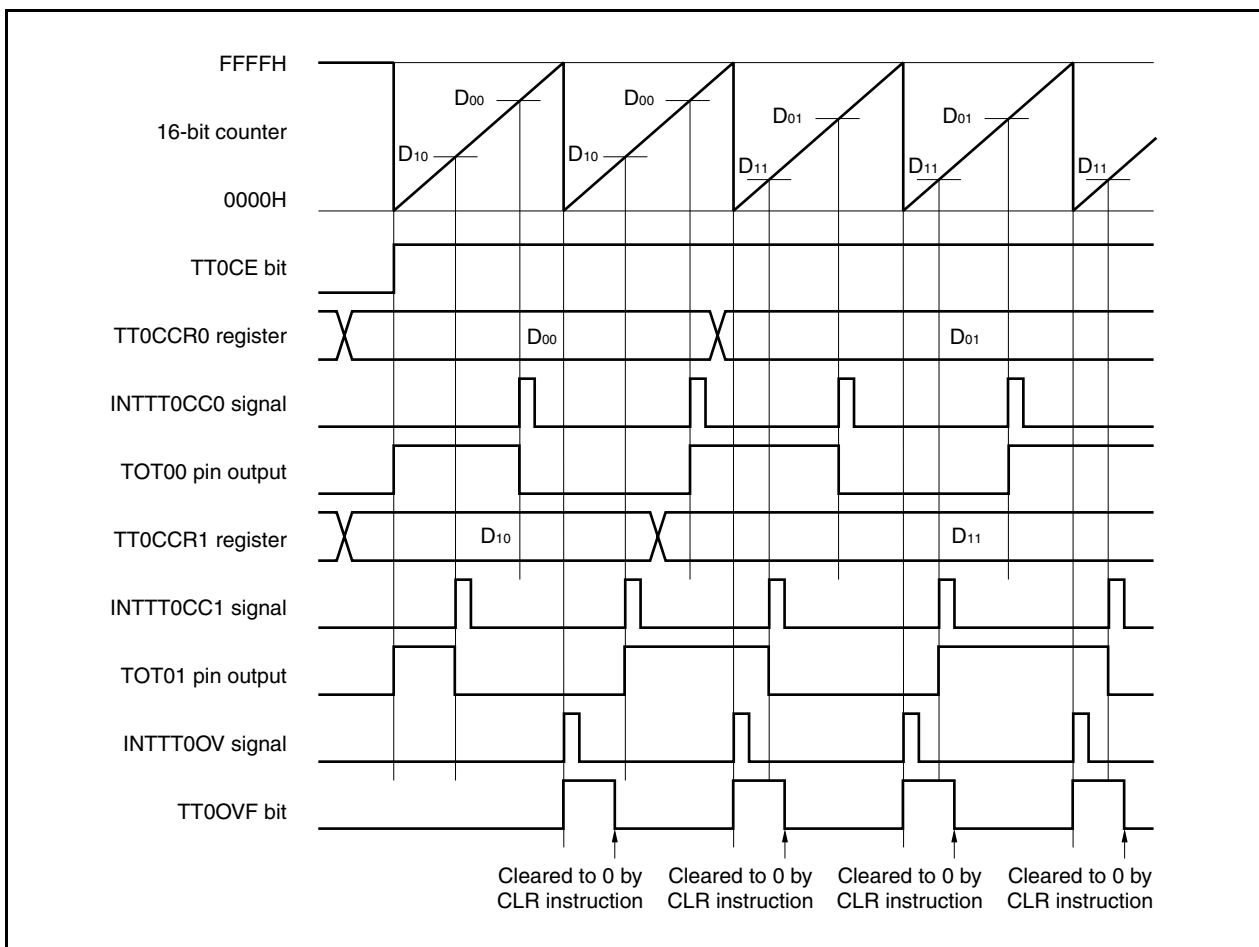 FFFFH
D00
D00
D01
D01
16-bit counter
D10
D10
D11
D11
D11
0000H
TT0CE bit
TT0CCR0 register
D00
D01
INTTT0CC0 signal
TOT00 pin output
TT0CCR1 register
D10
D11
INTTT0CC1 signal
TOT01 pin output
INTTT0OV signal
TT0OVF bit
Cleared to 0 by
CLR instruction
Cleared to 0 by
CLR instruction
Cleared to 0 by
CLR instruction
Cleared to 0 by
CLR instruction